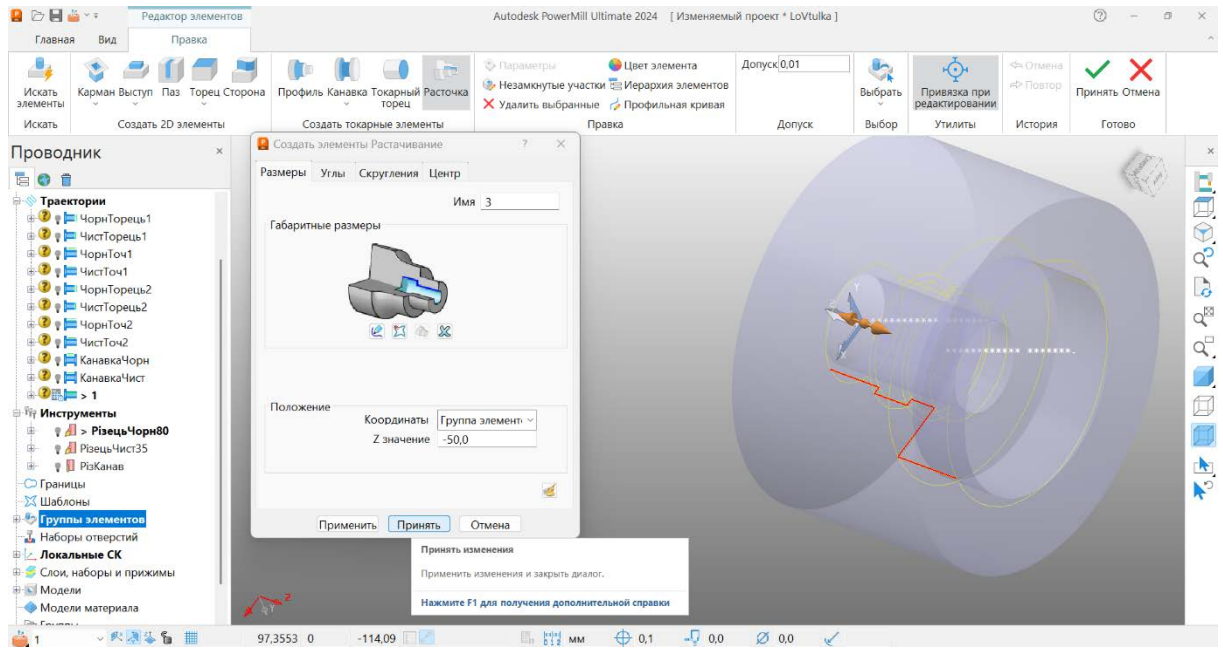 Редактор элементов
Autodesk PowerMill Ultimate 2024 [ Изменяемый проект * LoVtulka ]
Главная Вид Правка
Искать элементы
Карман Выступ Паз Торец Сторона
Профиль Канавка Токарный торец Расточка
Параметры
Незамкнутые участки
Удалить выбранные
Цвет элемента
Иерархия элементов
Профильная кривая
Допуск 0,01
Выбрать
Привязка при редактировании
Отмена
Повтор
Принять Отмена
Искать Создать 2D элементы Создать токарные элементы Правка Допуск Выбор Утилиты История Готово
Проводник
Траектории
ЧорнТорець1
ЧистТорець1
ЧорнТоч1
ЧистТоч1
ЧорнТорець2
ЧистТорець2
ЧорнТоч2
ЧистТоч2
КанавкаЧорн
КанавкаЧист
> 1
Инструменты
> РізецьЧорн80
РізецьЧист35
РізКанав
Границы
Шаблоны
Группы элементов
Наборы отверстий
Локальные СК
Слои, наборы и прижимы
Модели
Модели материала
Создать элементы Растачивание ?
Размеры Углы Скругления Центр
Имя 3
Габаритные размеры
Положение
Координаты Группа элемент
Z значение -50,0
Применить Принять Отмена
Принять изменения
Применить изменения и закрыть диалог.
Нажмите F1 для получения дополнительной справки
Y
Z
1 97,3553 0 -114,09 мм 0,1 0,0 0,0